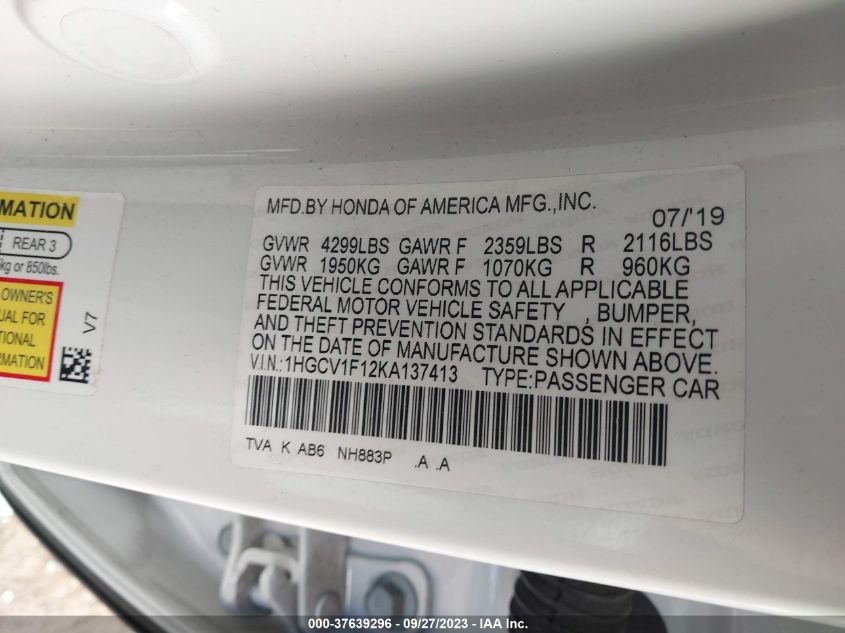 MATION
REAR 3
kg or 850lbs.
OWNER'S
UAL FOR
TIONAL
RMATION
V7
MFD.BY HONDA OF AMERICA MFG.,INC.
07/'19
GVWR 4299LBS GAWR F 2359LBS R 2116LBS
GVWR 1950KG GAWR F 1070KG R 960KG
THIS VEHICLE CONFORMS TO ALL APPLICABLE
FEDERAL MOTOR VEHICLE SAFETY , BUMPER,
AND THEFT PREVENTION STANDARDS IN EFFECT
ON THE DATE OF MANUFACTURE SHOWN ABOVE.
V.I.N.:1HGCV1F12KA137413 TYPE:PASSENGER CAR
TVA K AB6 NH883P .A .A
000-37639296 - 09/27/2023 - IAA Inc.